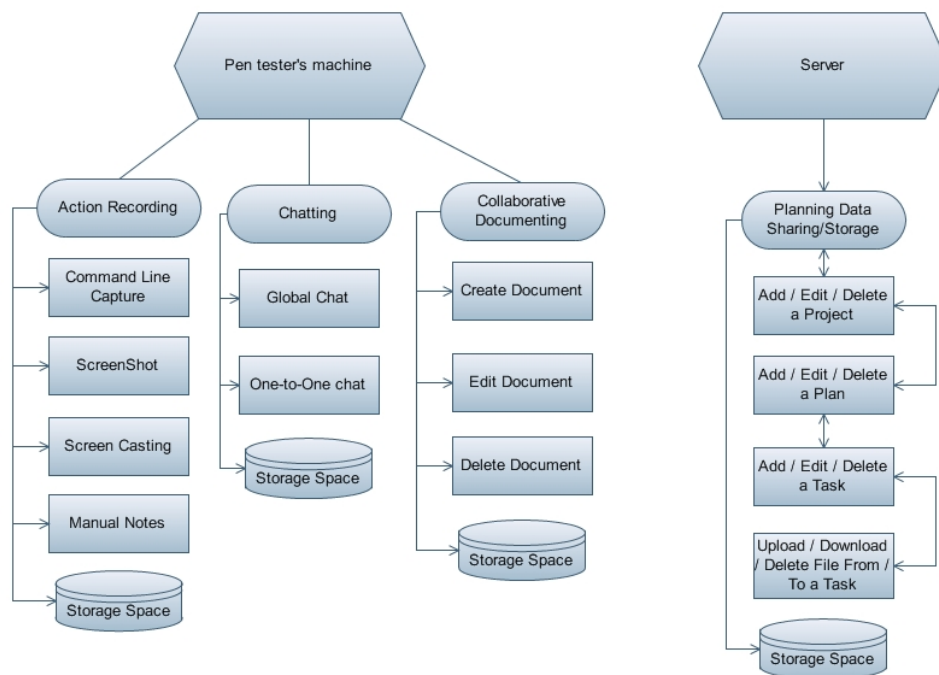 Pen tester's machine
Server
Action Recording
Command Line
Capture
ScreenShot
Screen Casting
Manual Notes
Storage Space
Chatting
Global Chat
One-to-One chat
Storage Space
Collaborative
Documenting
Create Document
Edit Document
Delete Document
Storage Space
Planning Data
Sharing/Storage
Add / Edit / Delete
a Project
Add / Edit / Delete
a Plan
Add / Edit / Delete
a Task
Upload / Download
/ Delete File From /
To a Task
Storage Space